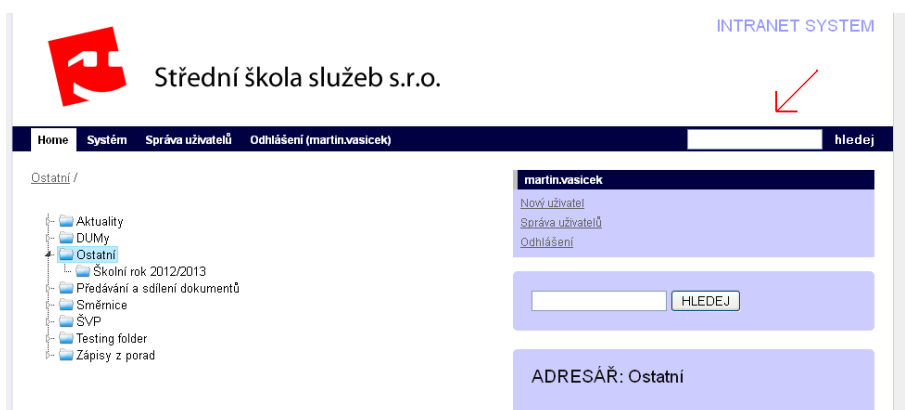 INTRANET SYSTEM
Střední škola služeb s.r.o.
Home Systém Správa uživatelů Odhlášení (martin.vasicek) hledej
Ostatní /
Aktuality
DUMy
Ostatní
Školní rok 2012/2013
Předávání a sdílení dokumentů
Směrnice
ŠVP
Testing folder
Zápisy z porad
martin.vasicek
Nový uživatel
Správa uživatelů
Odhlášení
HLEDEJ
ADRESÁŘ: Ostatní